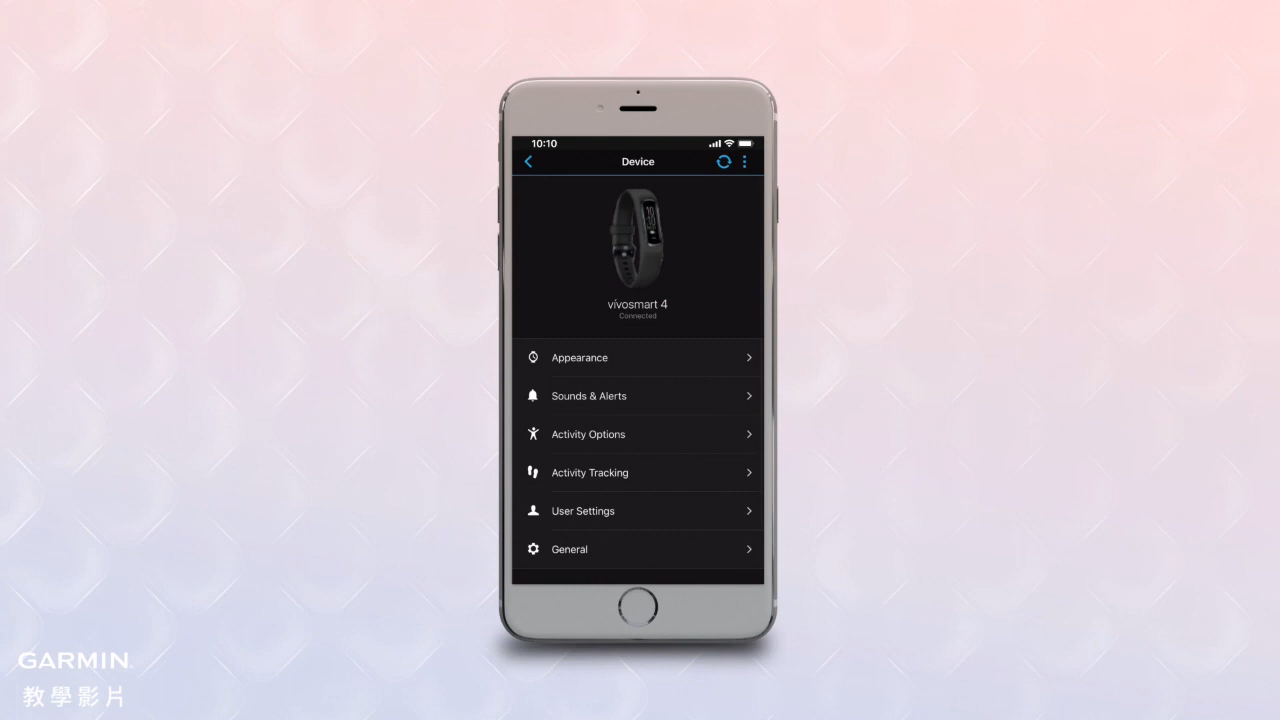 10:10
Device
vívosmart 4
Connected
Appearance
Sounds & Alerts
Activity Options
Activity Tracking
User Settings
General
GARMIN
教學影片